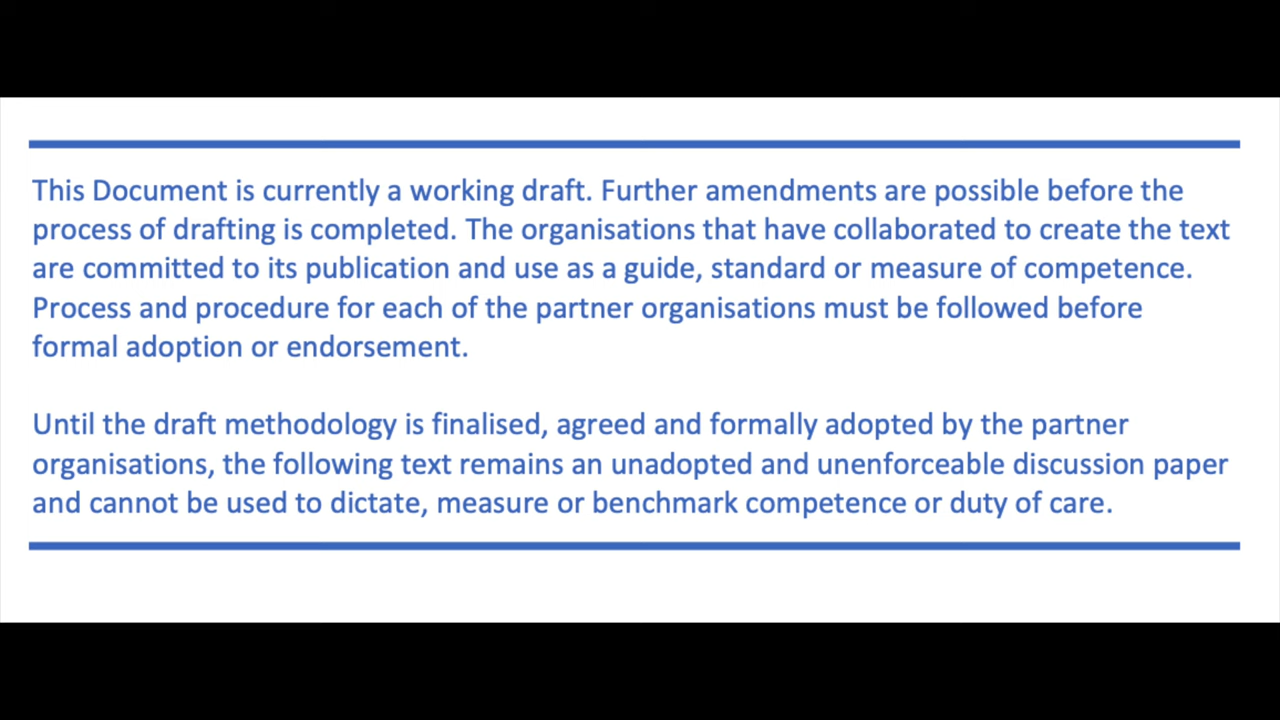 This Document is currently a working draft. Further amendments are possible before the
process of drafting is completed. The organisations that have collaborated to create the text
are committed to its publication and use as a guide, standard or measure of competence.
Process and procedure for each of the partner organisations must be followed before
formal adoption or endorsement.
Until the draft methodology is finalised, agreed and formally adopted by the partner
organisations, the following text remains an unadopted and unenforceable discussion paper
and cannot be used to dictate, measure or benchmark competence or duty of care.